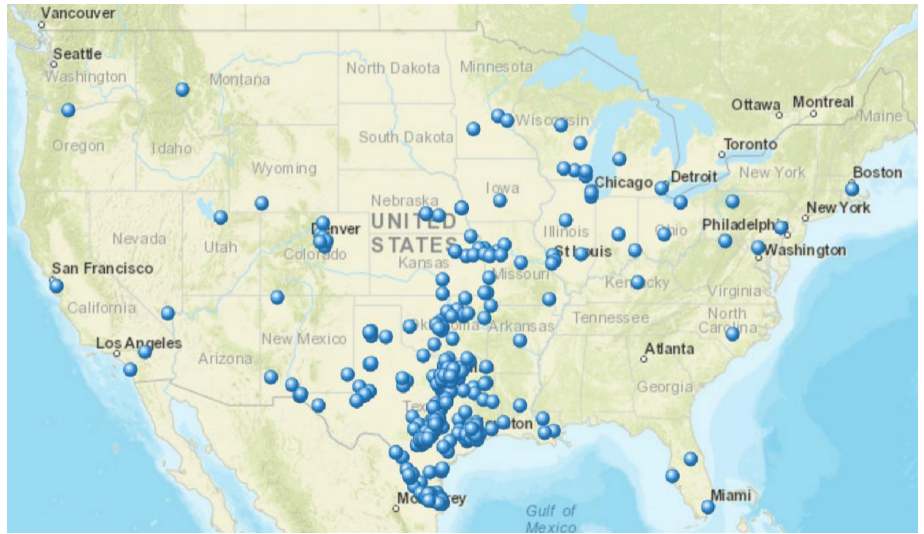 Vancouver
Seattle
Washington
Montana
North Dakota
Minnesota
Ottawa
Montreal
Maine
Wisconsin
Oregon
Idaho
South Dakota
Toronto
New York
Boston
Wyoming
Iowa
Chicago
Detroit
Nebraska
UNITED
STATES
New York
Philadelph
Nevada
Utah
Denver
Colorado
Illinois
Ohio
Washington
San Francisco
Kansas
Missouri
St Louis
Kentucky
Virginia
California
Oklahoma
Arkansas
Tennessee
North
Carolina
Los Angeles
Arizona
New Mexico
Atlanta
Georgia
Miami
Gulf of
Mexico